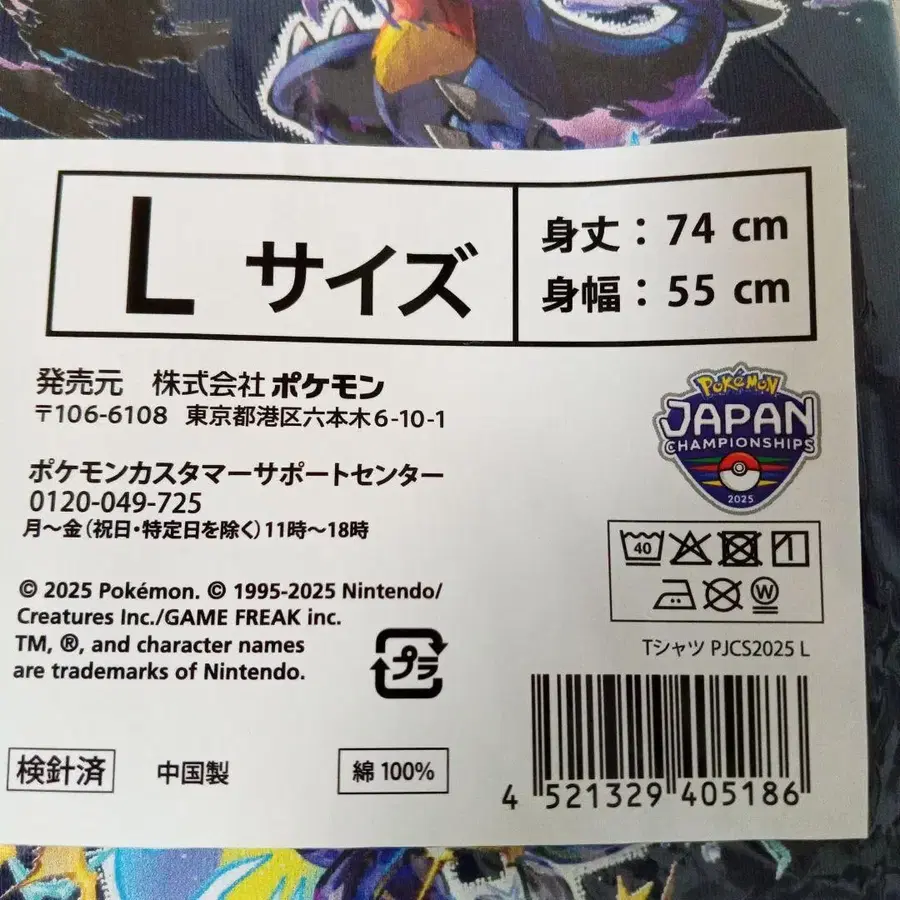 L サイズ
身丈：74 cm
身幅：55 cm
発売元　株式会社 ポケモン
〒106-6108　東京都港区六本木6-10-1
ポケモンカスタマーサポートセンター
0120-049-725
月～金（祝日・特定日を除く）11時～18時
POKÉMON
JAPAN
CHAMPIONSHIPS
2025
40
W
© 2025 Pokémon. © 1995-2025 Nintendo/
Creatures Inc./GAME FREAK inc.
TM, ®, and character names
are trademarks of Nintendo.
プラ
Tシャツ PJCS2025 L
検針済
中国製
綿 100%
4 521329 405186